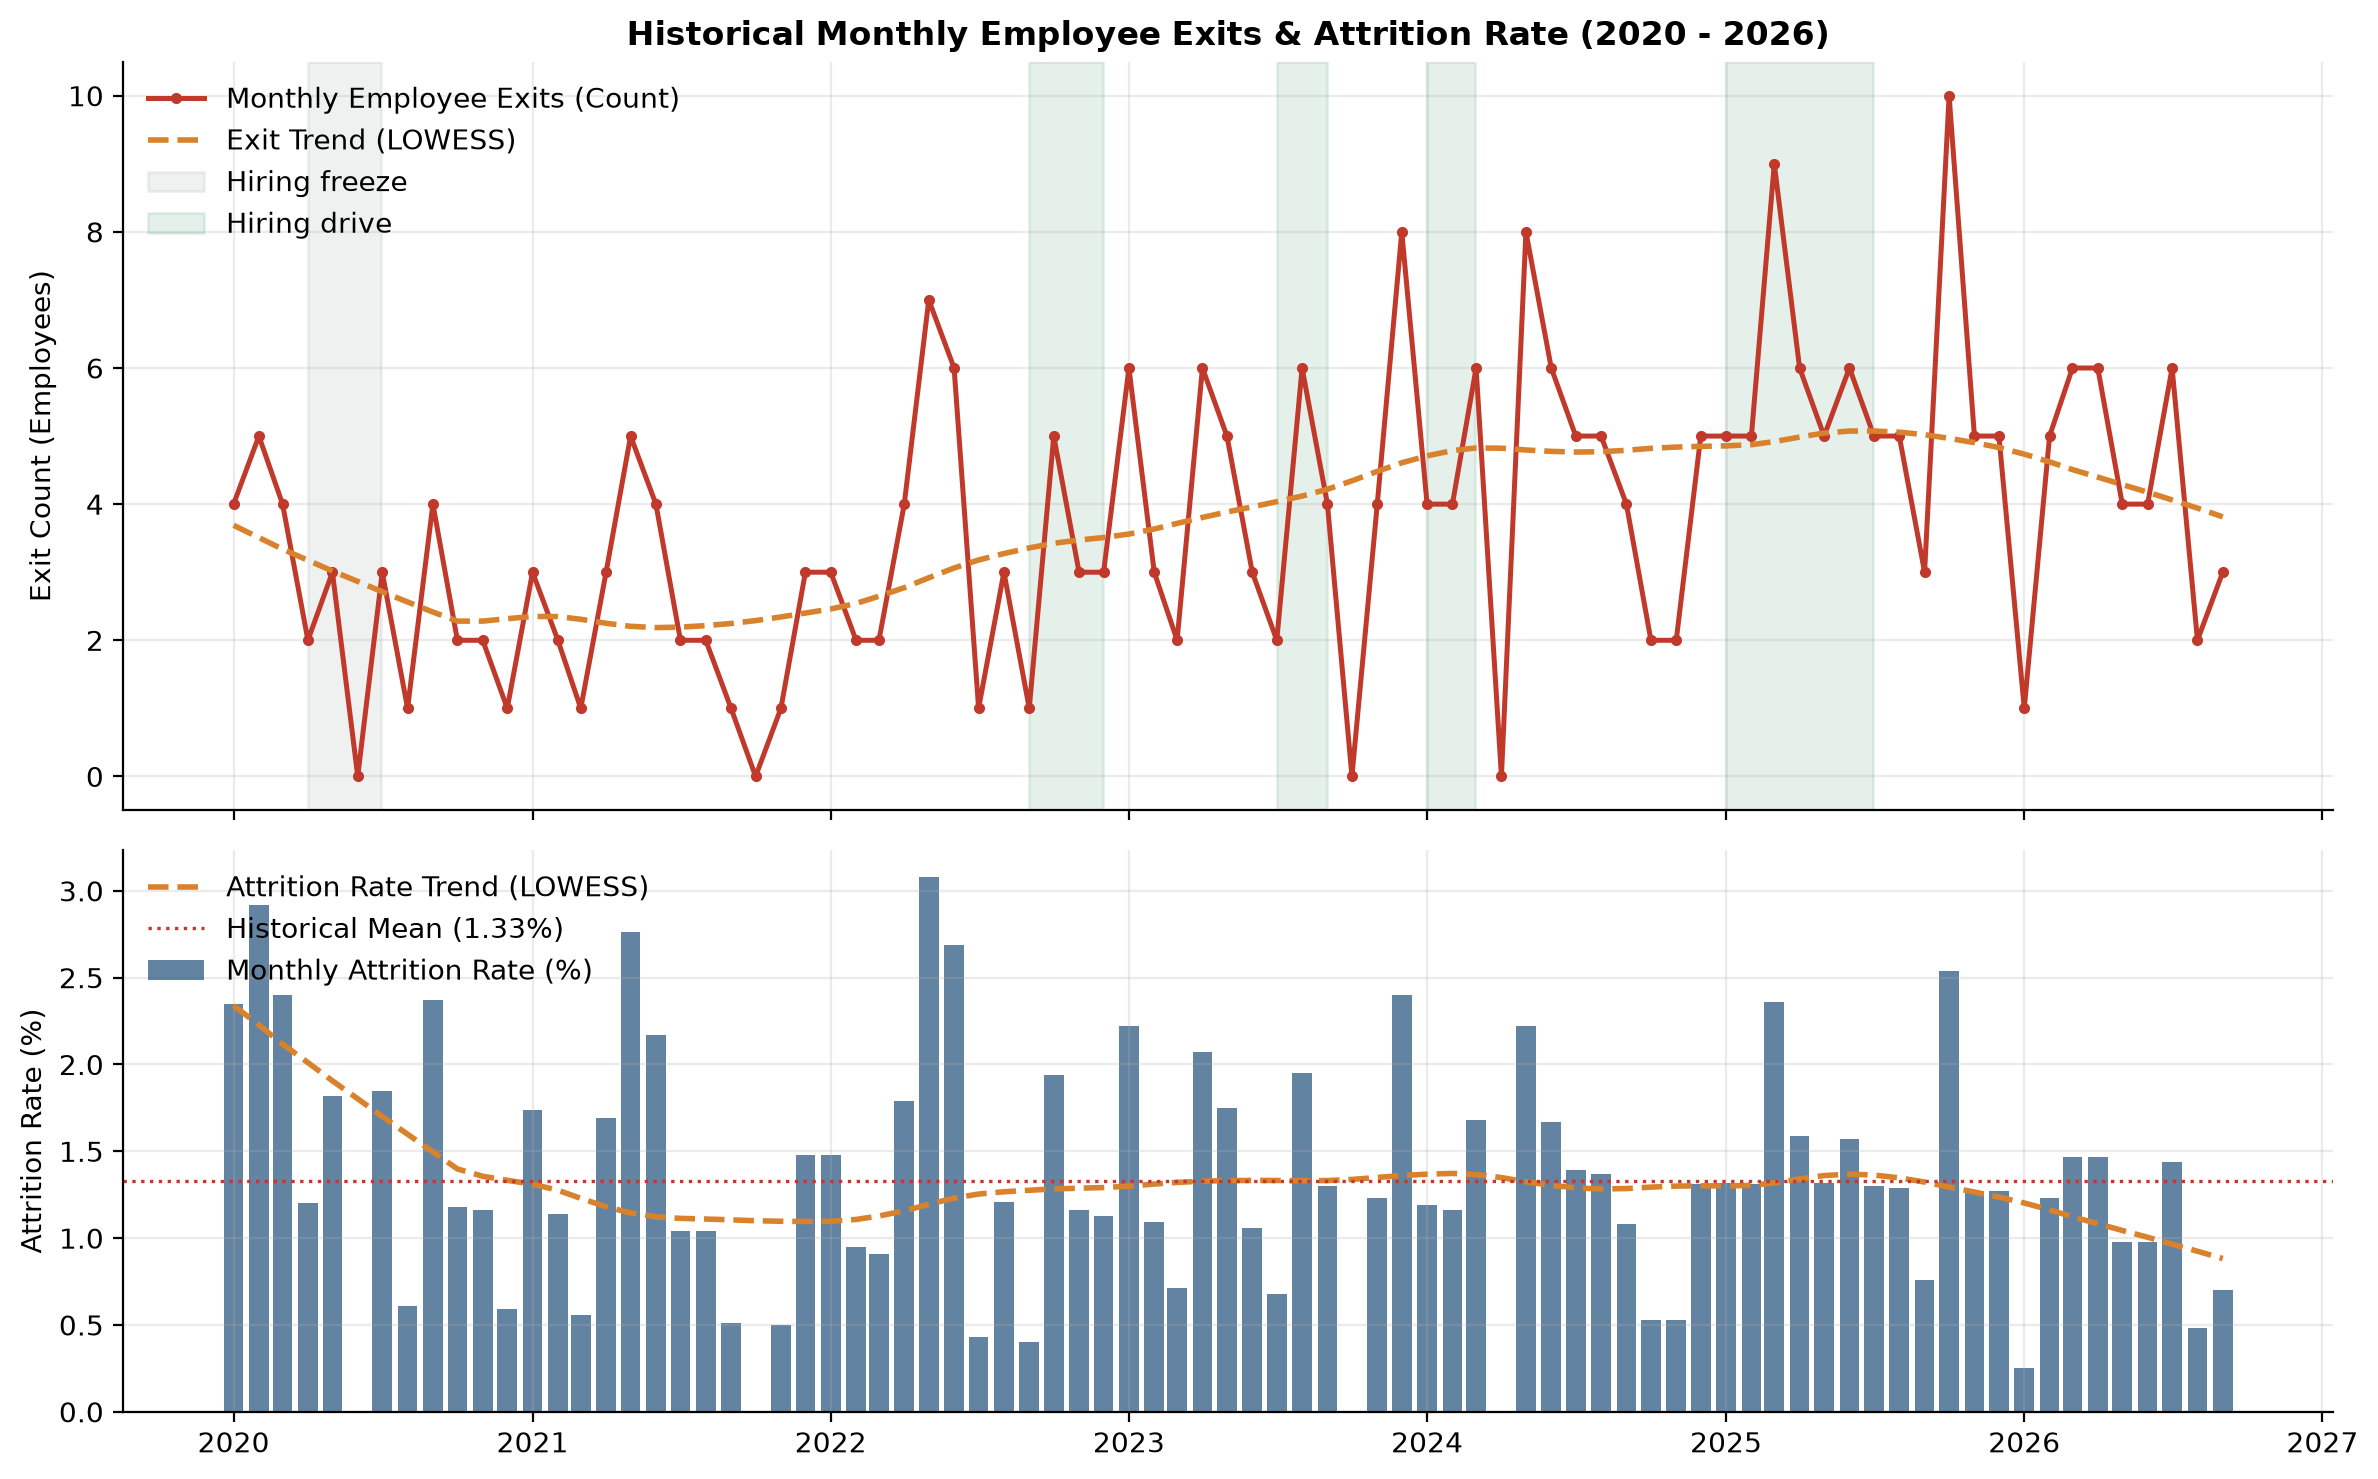 Historical Monthly Employee Exits & Attrition Rate (2020 - 2026)
Monthly Employee Exits (Count)
Exit Trend (LOWESS)
Hiring freeze
Hiring drive
Exit Count (Employees)
10
8
6
4
2
0
Attrition Rate Trend (LOWESS)
Historical Mean (1.33%)
Monthly Attrition Rate (%)
Attrition Rate (%)
3.0
2.5
2.0
1.5
1.0
0.5
0.0
2020 2021 2022 2023 2024 2025 2026 2027